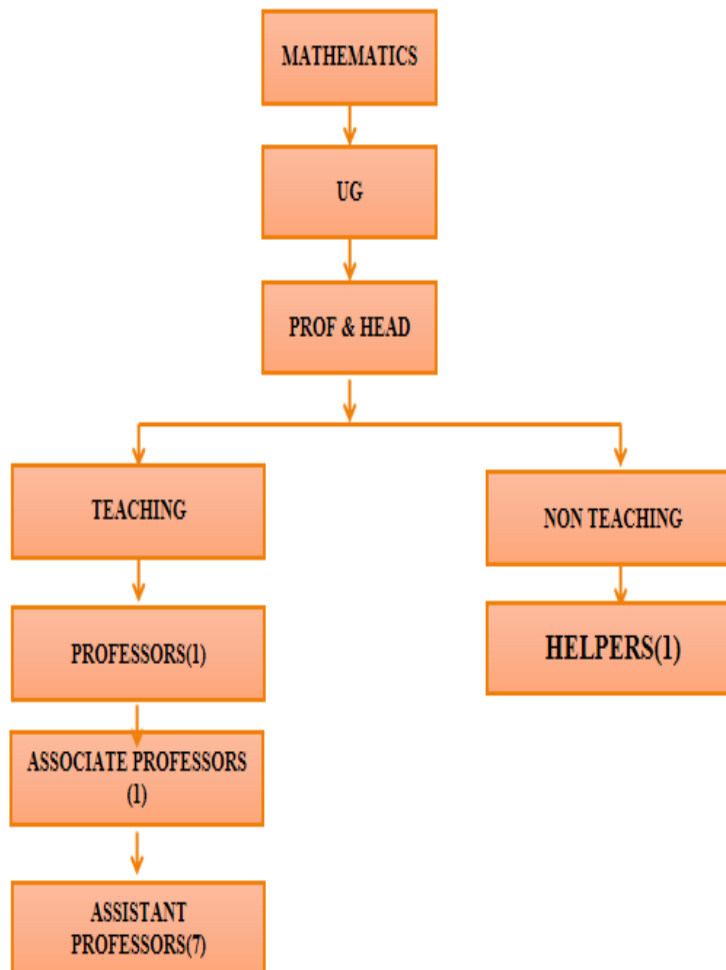 MATHEMATICS
UG
PROF & HEAD
TEACHING
NON TEACHING
PROFESSORS(1)
HELPERS(1)
ASSOCIATE PROFESSORS
(1)
ASSISTANT
PROFESSORS(7)